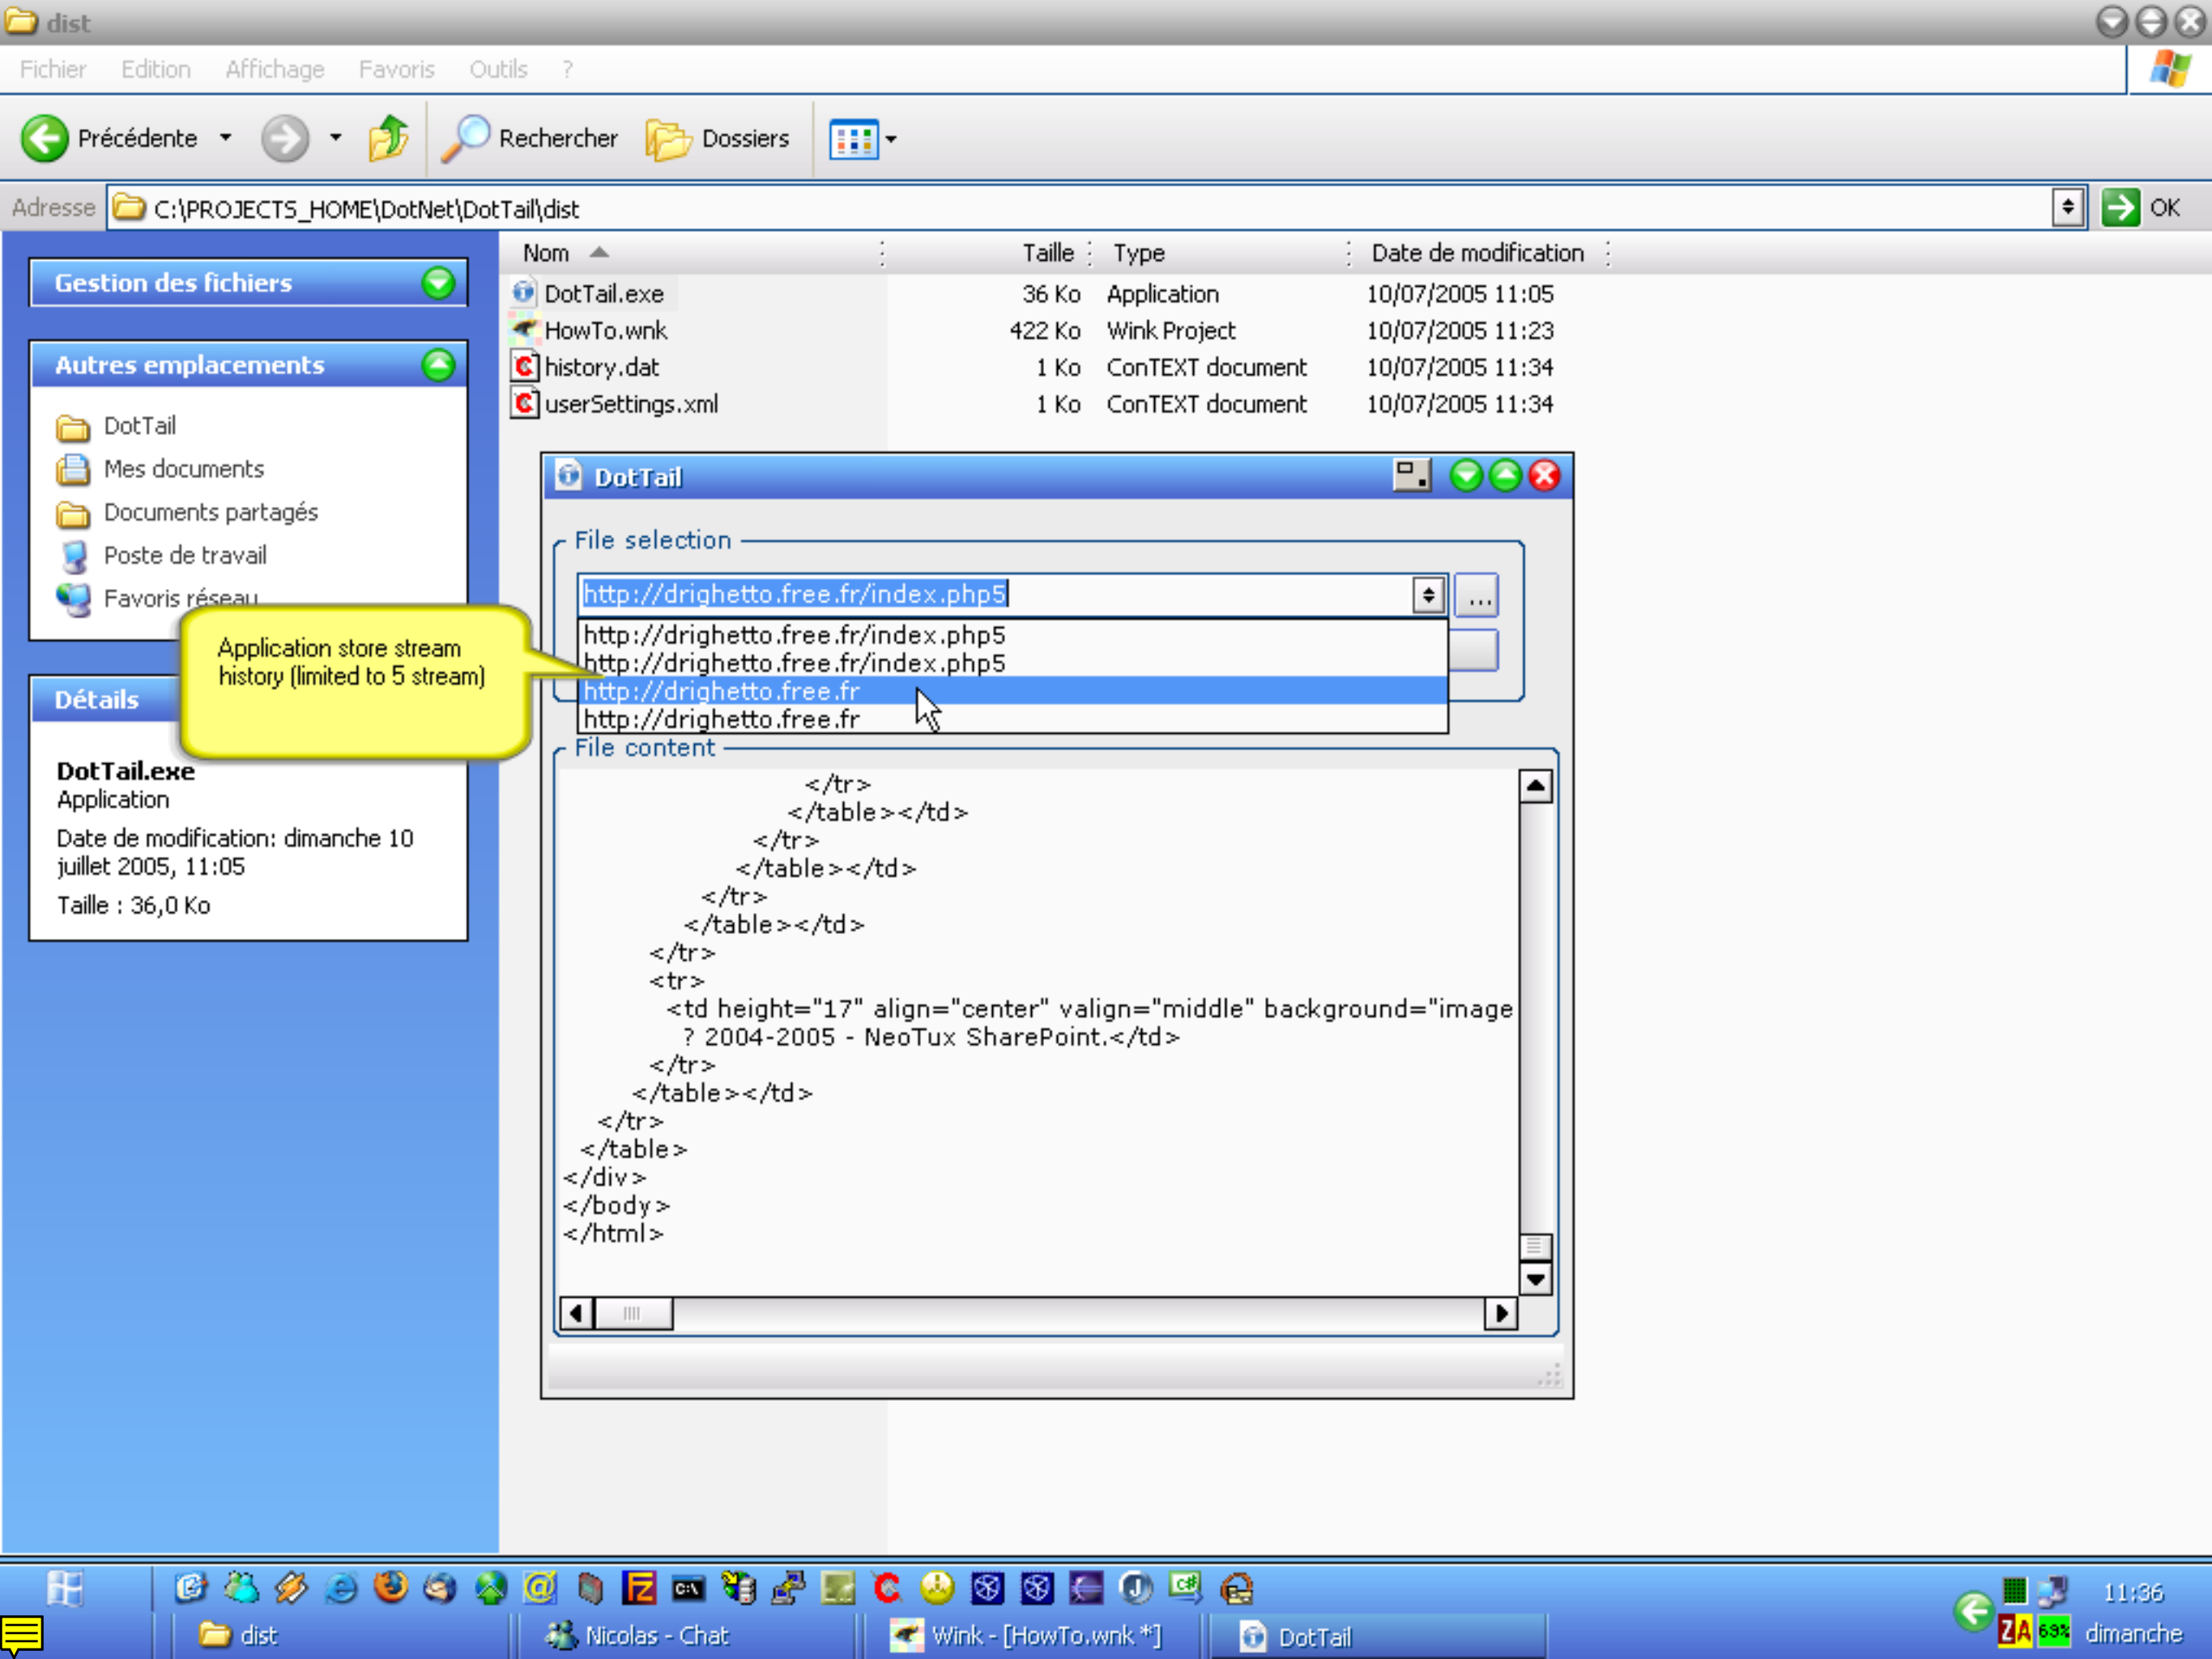 dist
Fichier Edition Affichage Favoris Outils ?
Précédente Rechercher Dossiers
Adresse C:\PROJECTS_HOME\DotNet\DotTail\dist OK
Gestion des fichiers
Autres emplacements
DotTail
Mes documents
Documents partagés
Poste de travail
Favoris réseau
Application store stream
history (limited to 5 stream)
Détails
DotTail.exe
Application
Date de modification: dimanche 10
juillet 2005, 11:05
Taille : 36,0 Ko
Nom Taille Type Date de modification
DotTail.exe 36 Ko Application 10/07/2005 11:05
HowTo.wnk 422 Ko Wink Project 10/07/2005 11:23
history.dat 1 Ko ConTEXT document 10/07/2005 11:34
userSettings.xml 1 Ko ConTEXT document 10/07/2005 11:34
DotTail
File selection
http://drighetto.free.fr/index.php5 ...
http://drighetto.free.fr/index.php5
http://drighetto.free.fr/index.php5
http://drighetto.free.fr
http://drighetto.free.fr
File content
</tr>
</table></td>
</tr>
</table></td>
</tr>
</table></td>
</tr>
<tr>
<td height="17" align="center" valign="middle" background="image
? 2004-2005 - NeoTux SharePoint.</td>
</tr>
</table></td>
</tr>
</table>
</div>
</body>
</html>
11:36
dist Nicolas - Chat Wink - [HowTo.wnk *] DotTail ZA 69% dimanche